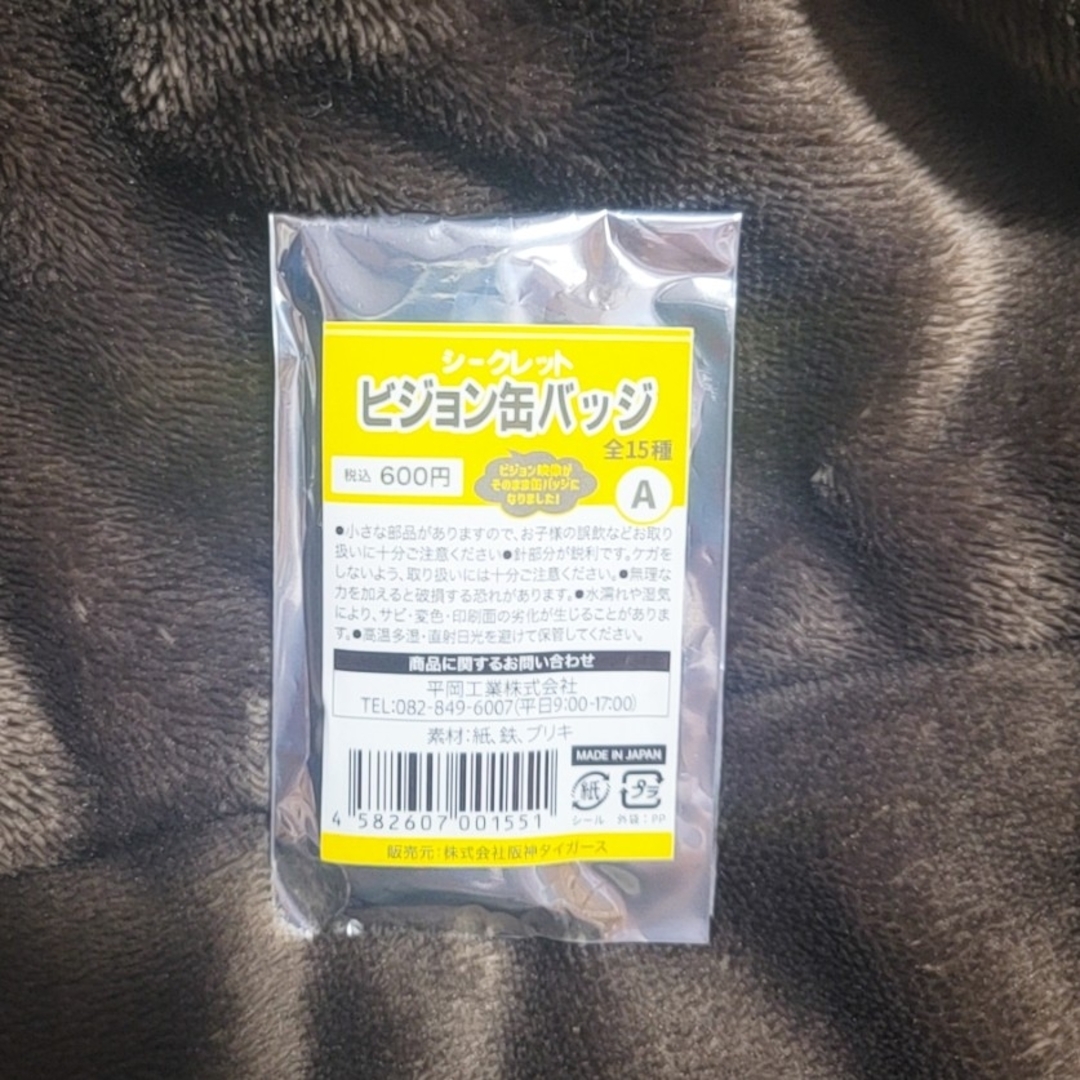 シークレット
ビジョン缶バッジ
全15種
税込 600円
ビジョン映像が
そのまま缶バッジに
なりました!
A
●小さな部品がありますので、お子様の誤飲などお取り
扱いに十分ご注意ください●針部分が鋭利です。ケガを
しないよう、取り扱いには十分ご注意ください。●無理な
力を加えると破損する恐れがあります。●水濡れや湿気
により、サビ・変色・印刷面の劣化が生じることがありま
す。●高温多湿・直射日光を避けて保管してください。
商品に関するお問い合わせ
平岡工業株式会社
TEL:082-849-6007(平日9:00-17:00)
素材:紙、鉄、ブリキ
MADE IN JAPAN
紙
プラ
シール 外袋:PP
4 582607 001551
販売元:株式会社阪神タイガース